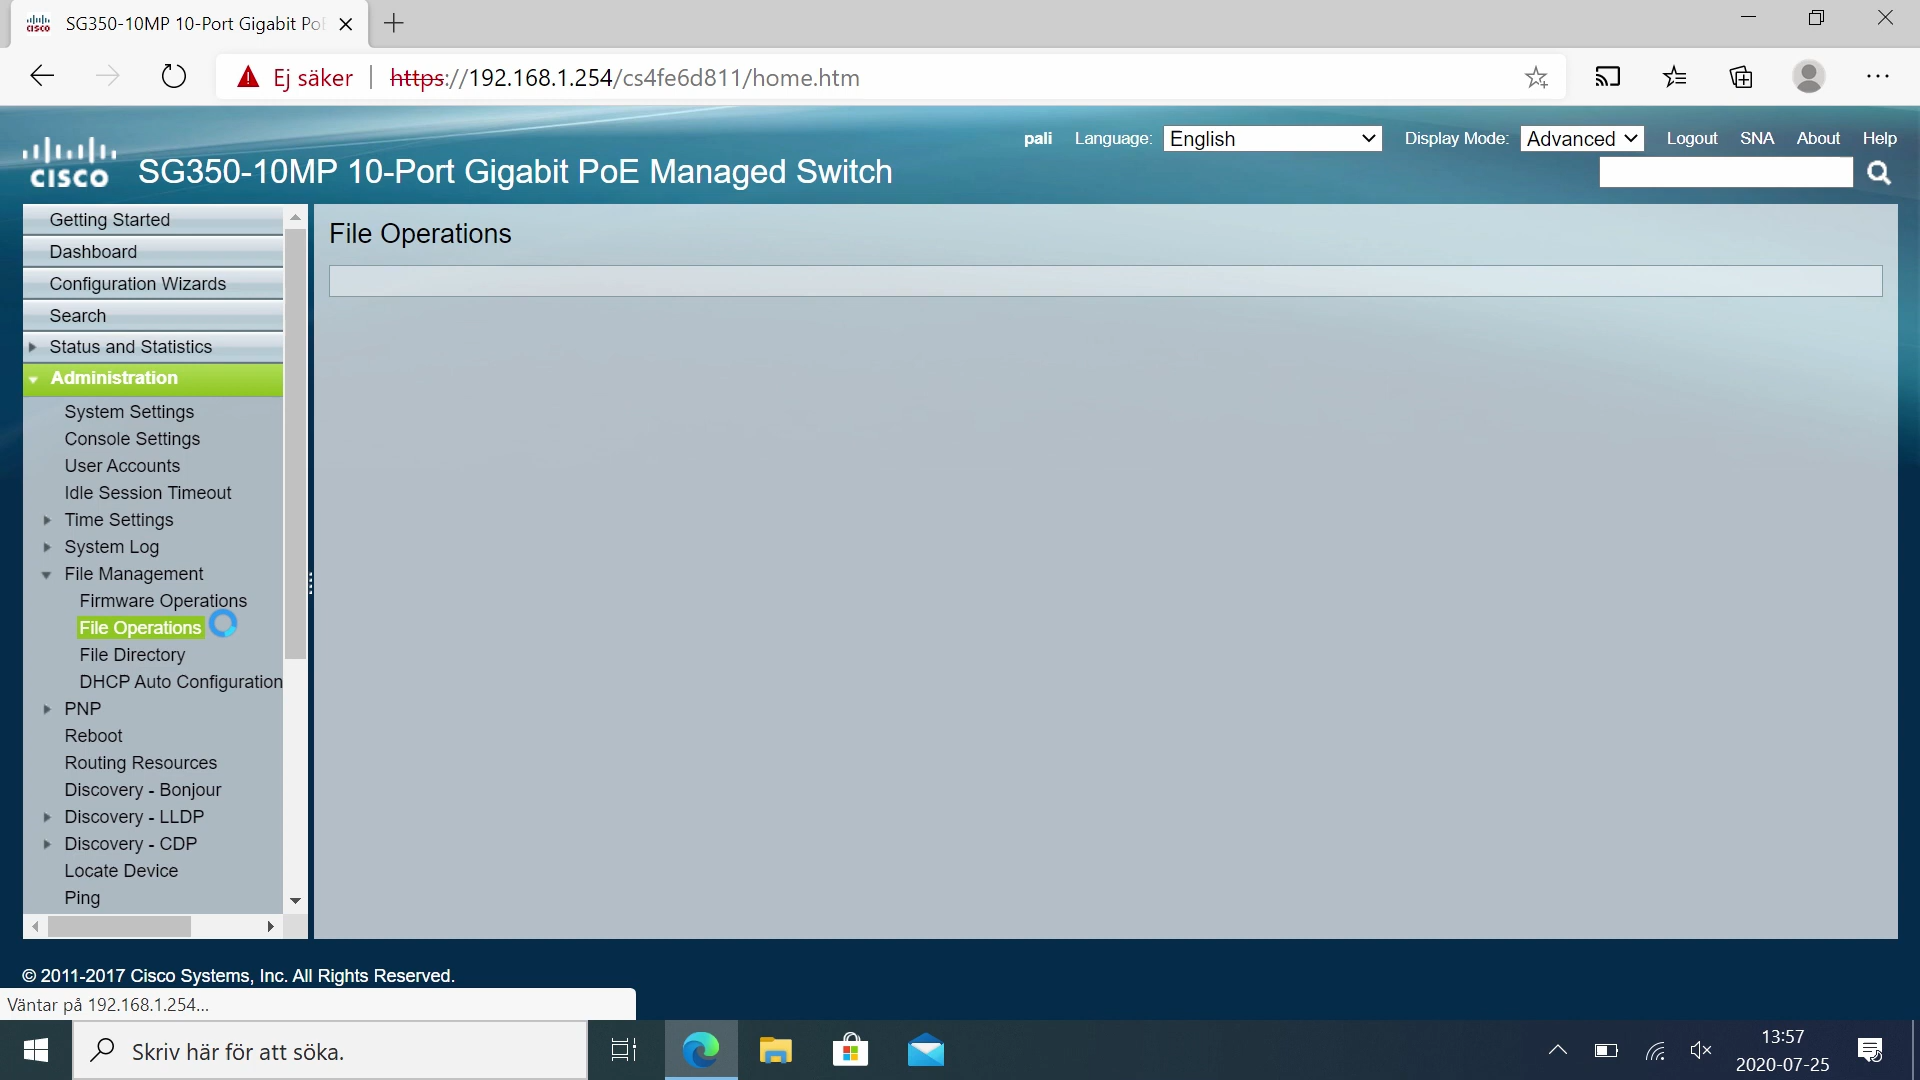 SG350-10MP 10-Port Gigabit Po
Ej säker
https://192.168.1.254/cs4fe6d811/home.htm
CISCO
SG350-10MP 10-Port Gigabit PoE Managed Switch
pali
Language:
English
Display Mode:
Advanced
Logout
SNA
About
Help
Getting Started
Dashboard
Configuration Wizards
Search
Status and Statistics
Administration
System Settings
Console Settings
User Accounts
Idle Session Timeout
Time Settings
System Log
File Management
Firmware Operations
File Operations
File Directory
DHCP Auto Configuration
PNP
Reboot
Routing Resources
Discovery - Bonjour
Discovery - LLDP
Discovery - CDP
Locate Device
Ping
File Operations
© 2011-2017 Cisco Systems, Inc. All Rights Reserved.
Väntar på 192.168.1.254...
Skriv här för att söka.
13:57
2020-07-25